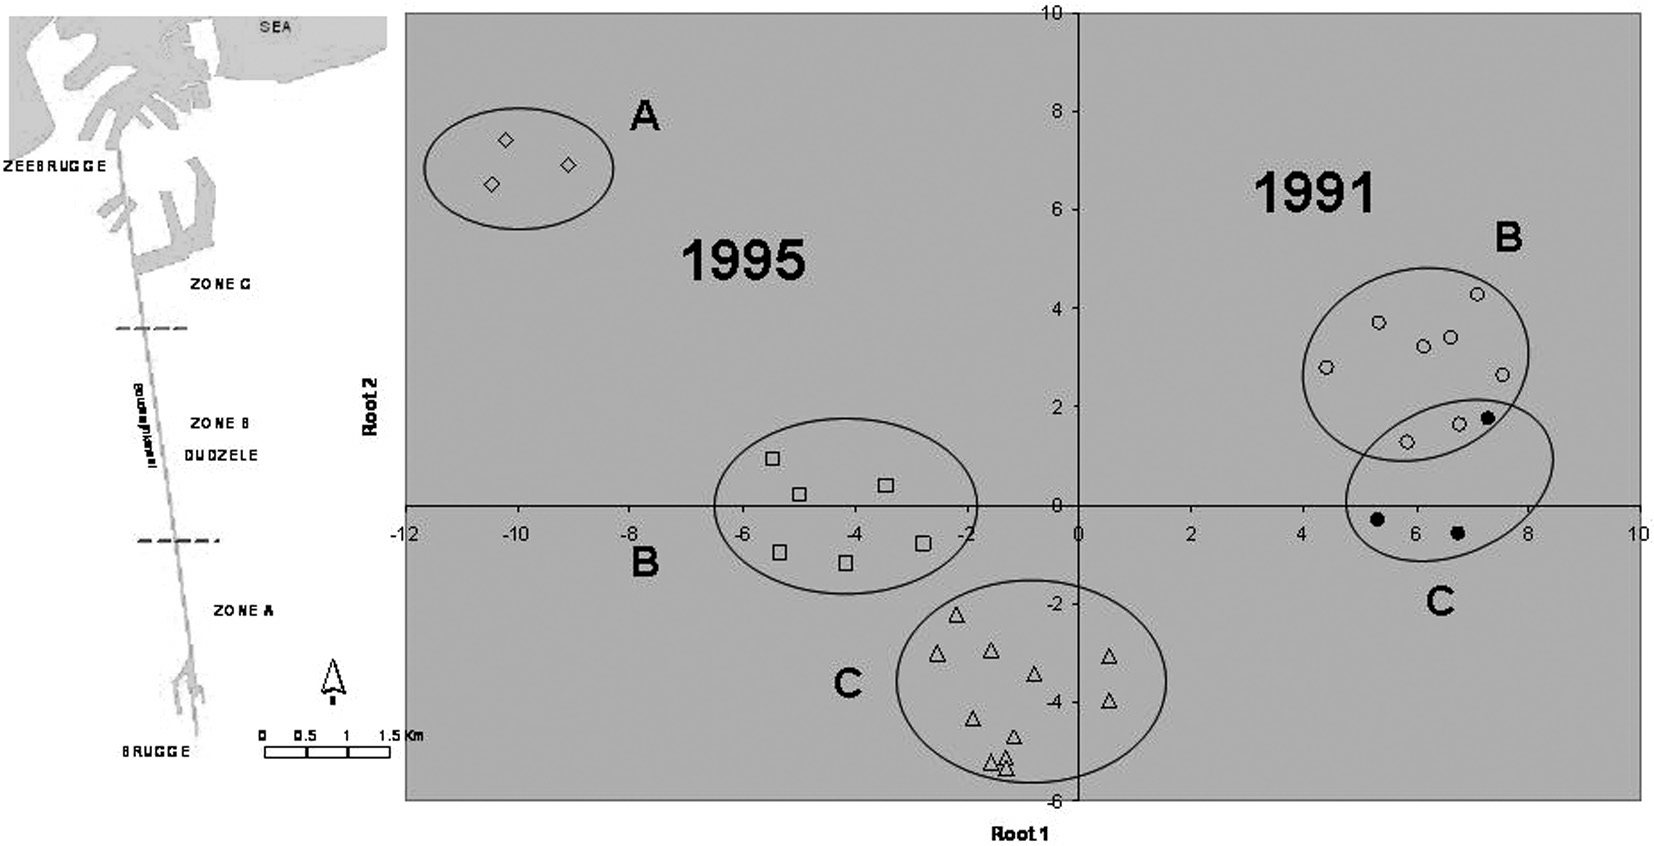 SEA
ZEEBRUGGE
ZONE C
Boudewijnkanaal
ZONE B
DUDZELE
ZONE A
BRUGGE
0 0.5 1 1.5 Km
10
8
6
4
2
0
-2
-4
-6
-12 -10 -8 -6 -4 -2 0 2 4 6 8 10
Root 2
Root 1
A
1995
B
C
1991
B
C